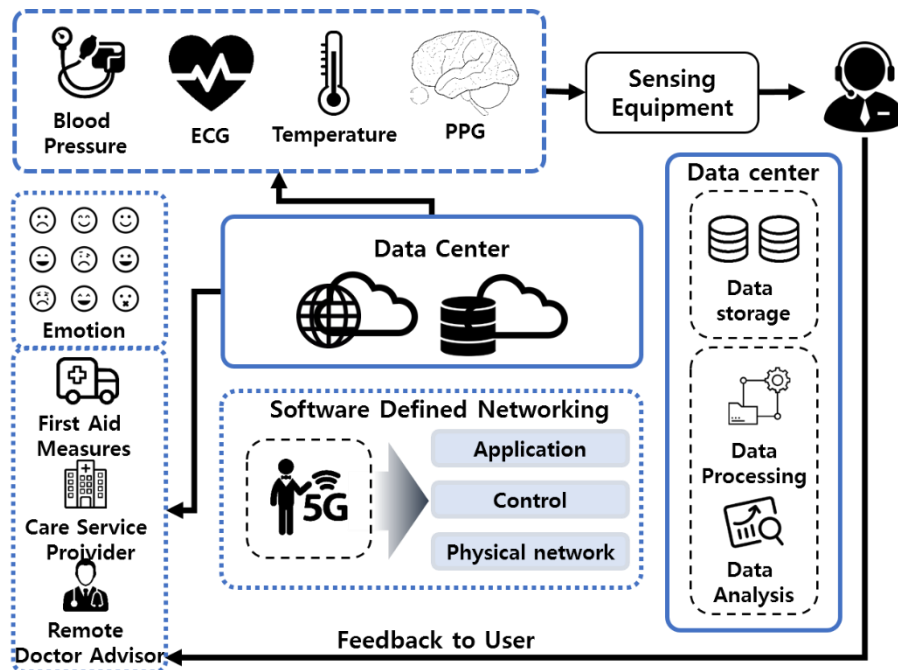 Blood
Pressure
ECG
Temperature
PPG
Sensing
Equipment
Data center
Data
storage
Data
Processing
Data
Analysis
Emotion
Data Center
First Aid
Measures
Care Service
Proivider
Remote
Doctor Advisor
Software Defined Networking
5G
Application
Control
Physical network
Feedback to User